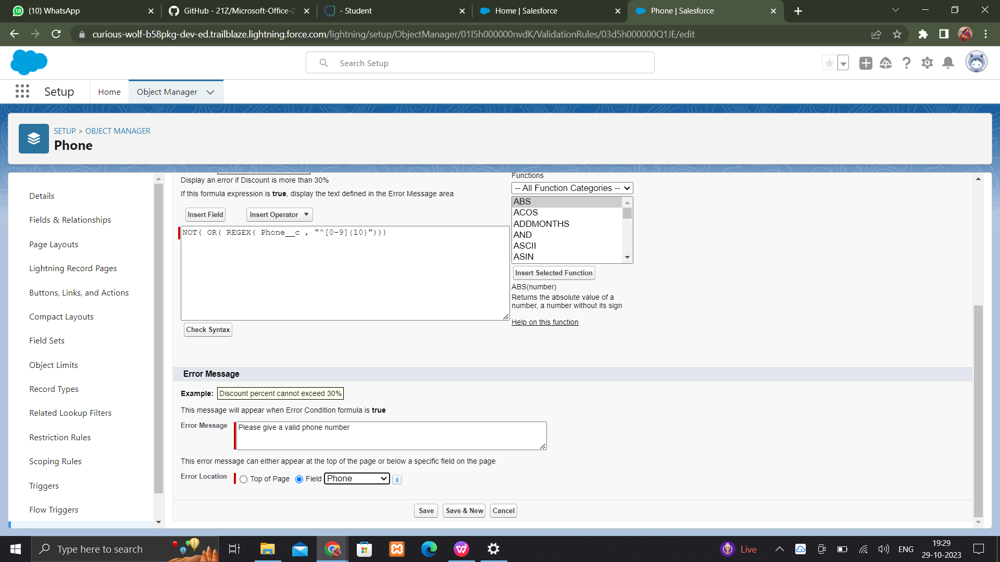 (10) WhatsApp
GitHub - 21Z/Microsoft-Office-2
- Student
Home | Salesforce
Phone | Salesforce
curious-wolf-b58pkg-dev-ed.trailblaze.lightning.force.com/lightning/setup/ObjectManager/01I5h000000nvdK/ValidationRules/03d5h000000Q1JE/edit
Search Setup
Setup
Home
Object Manager
SETUP > OBJECT MANAGER
Phone
Details
Fields & Relationships
Page Layouts
Lightning Record Pages
Buttons, Links, and Actions
Compact Layouts
Field Sets
Object Limits
Record Types
Related Lookup Filters
Restriction Rules
Scoping Rules
Triggers
Flow Triggers
Display an error if Discount is more than 30%
If this formula expression is true, display the text defined in the Error Message area
Insert Field
Insert Operator
NOT( OR( REGEX( Phone__c , "^[0-9]{10}")))
Check Syntax
Functions
-- All Function Categories --
ABS
ACOS
ADDMONTHS
AND
ASCII
ASIN
Insert Selected Function
ABS(number)
Returns the absolute value of a
number, a number without its sign
Help on this function
Error Message
Example: Discount percent cannot exceed 30%
This message will appear when Error Condition formula is true
Error Message
Please give a valid phone number
This error message can either appear at the top of the page or below a specific field on the page
Error Location
Top of Page
Field
Phone
Save
Save & New
Cancel
Type here to search
Live
ENG
19:29
29-10-2023